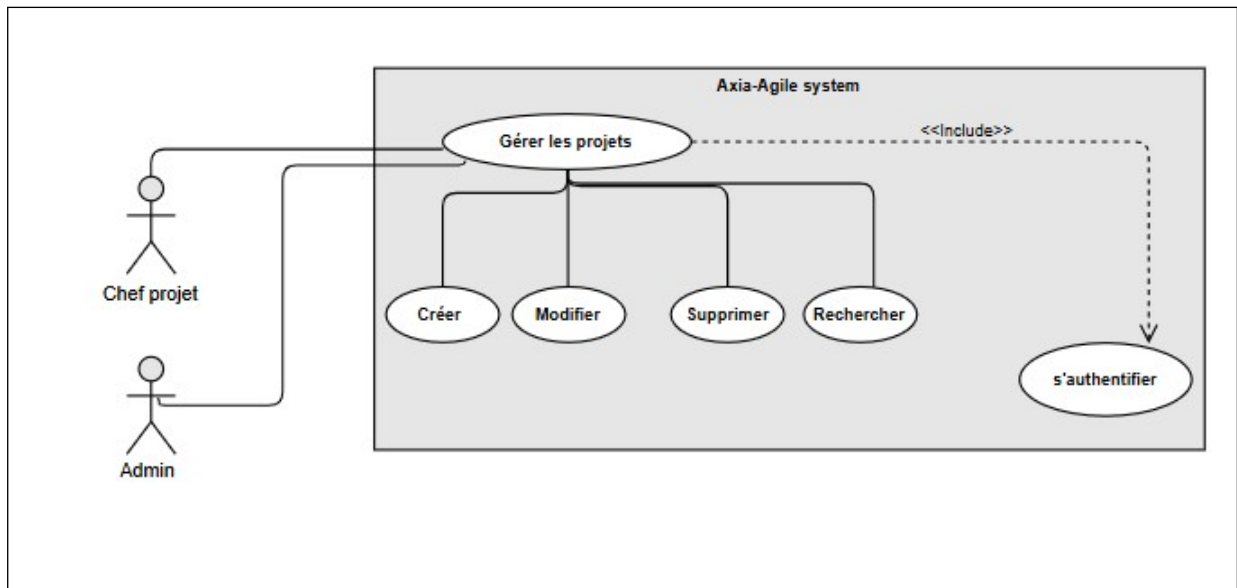 Axia-Agile system
Gérer les projets
<<Include>>
Chef projet
Créer
Modifier
Supprimer
Rechercher
s'authentifier
Admin